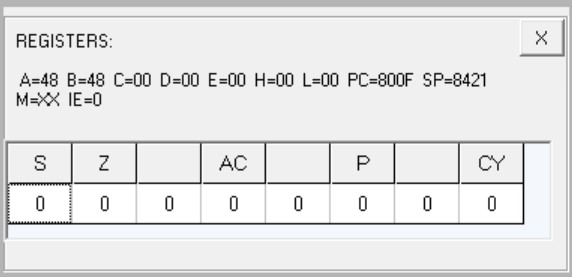 REGISTERS:
X
A=48 B=48 C=00 D=00 E=00 H=00 L=00 PC=800F SP=8421
M=XX IE=0
S Z AC P CY
0 0 0 0 0 0 0 0